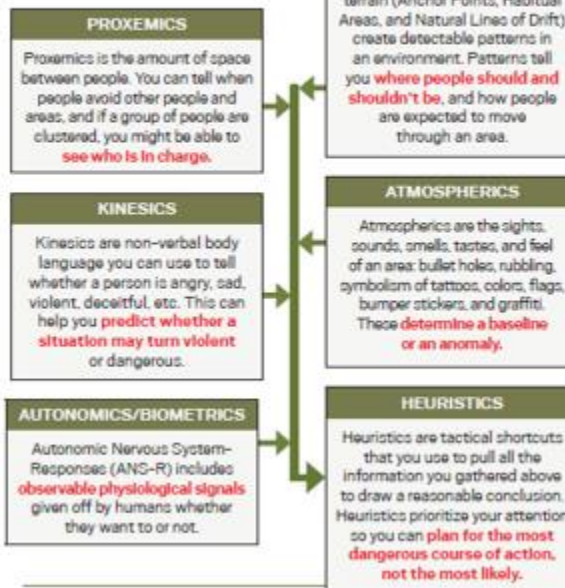 PROXEMICS
Proxemics is the amount of space
between people. You can tell when
people avoid other people and
areas, and if a group of people are
clustered, you might be able to
see who is in charge.
terrain (Anchor Points, Habitual
Areas, and Natural Lines of Drift)
create detectable patterns in
an environment. Patterns tell
you where people should and
shouldn't be, and how people
are expected to move
through an area.
KINESICS
Kinesics are non-verbal body
language you can use to tell
whether a person is angry, sad,
violent, deceitful, etc. This can
help you predict whether a
situation may turn violent
or dangerous.
ATMOSPHERICS
Atmospherics are the sights,
sounds, smells, tastes, and feel
of an area: bullet holes, rubbling,
symbolism of tattoos, colors, flags,
bumper stickers, and graffiti.
These determine a baseline
or an anomaly.
AUTONOMICS/BIOMETRICS
Autonomic Nervous System-
Responses (ANS-R) includes
observable physiological signals
given off by humans whether
they want to or not.
HEURISTICS
Heuristics are tactical shortcuts
that you use to pull all the
information you gathered above
to draw a reasonable conclusion.
Heuristics prioritize your attention
so you can plan for the most
dangerous course of action,
not the most likely.